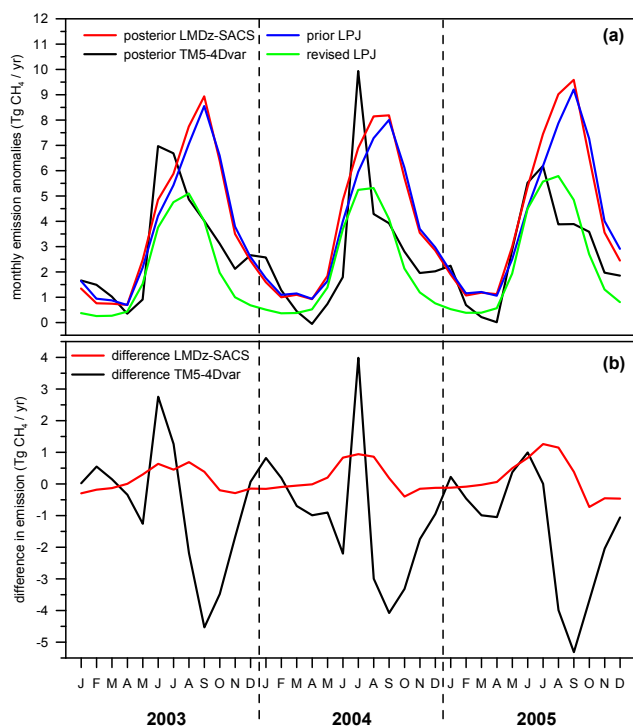 posterior LMDz-SACS
prior LPJ
(a)
posterior TM5-4Dvar
revised LPJ
monthly emission anomalies (Tg CH4 / yr)
12
11
10
9
8
7
6
5
4
3
2
1
0
difference LMDz-SACS
(b)
difference TM5-4Dvar
difference in emission (Tg CH4 / yr)
4
3
2
1
0
-1
-2
-3
-4
-5
J F M A M J J A S O N D J F M A M J J A S O N D J F M A M J J A S O N D
2003 2004 2005